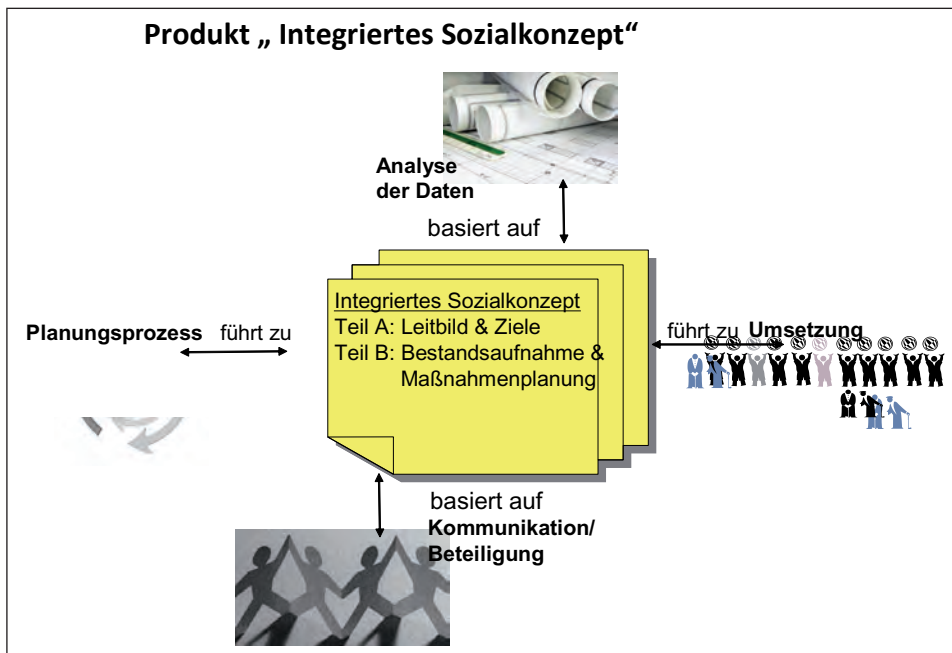 Produkt „ Integriertes Sozialkonzept“
Analyse
der Daten
basiert auf
Integriertes Sozialkonzept
Teil A: Leitbild & Ziele
Teil B: Bestandsaufnahme &
Maßnahmenplanung
Planungsprozess führt zu
führt zu Umsetzung
basiert auf
Kommunikation/
Beteiligung